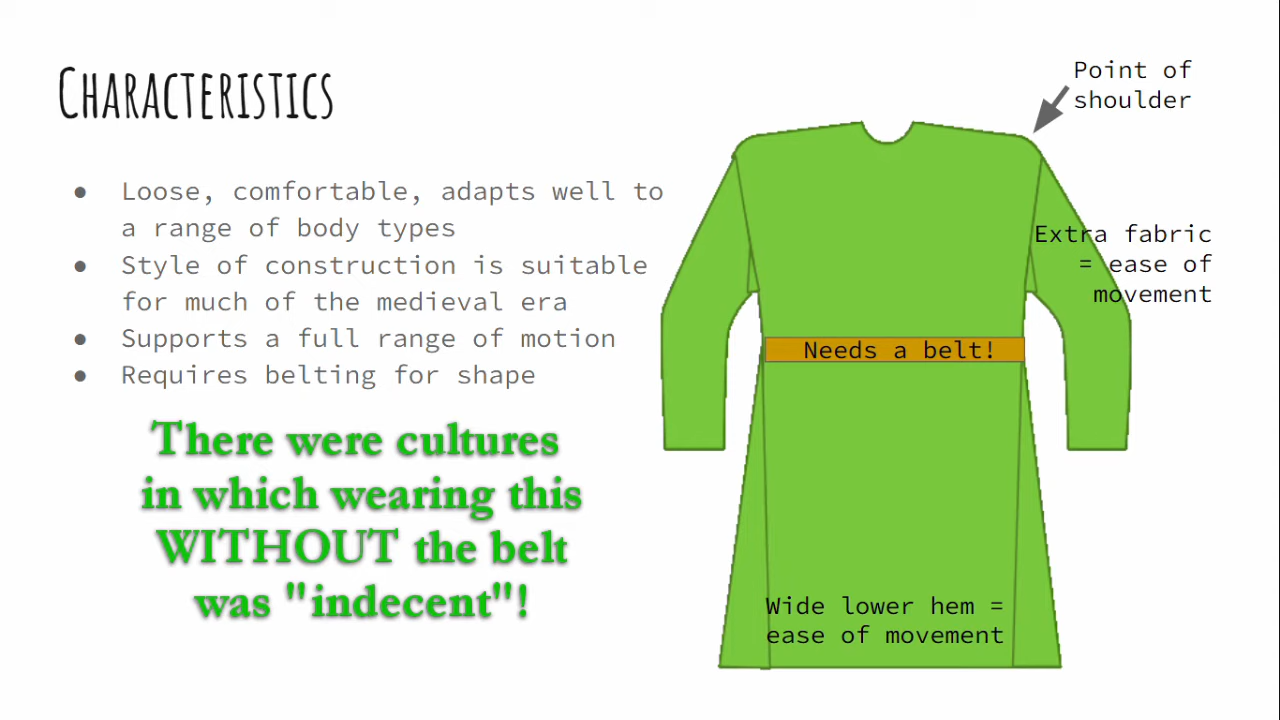 Characteristics
● Loose, comfortable, adapts well to
a range of body types
● Style of construction is suitable
for much of the medieval era
● Supports a full range of motion
● Requires belting for shape
There were cultures
in which wearing this
WITHOUT the belt
was "indecent"!
Point of
shoulder
Extra fabric
= ease of
movement
Needs a belt!
Wide lower hem =
ease of movement